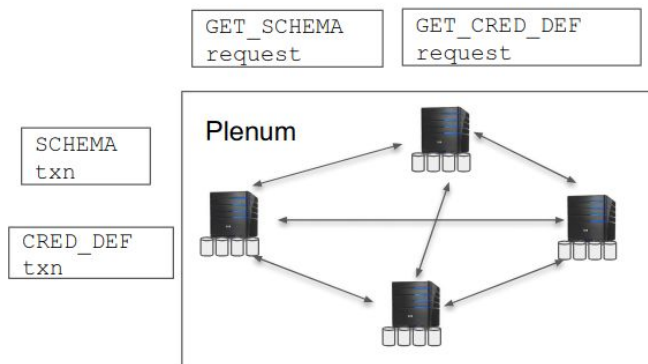 GET_SCHEMA
request
GET_CRED_DEF
request
SCHEMA
txn
Plenum
CRED_DEF
txn